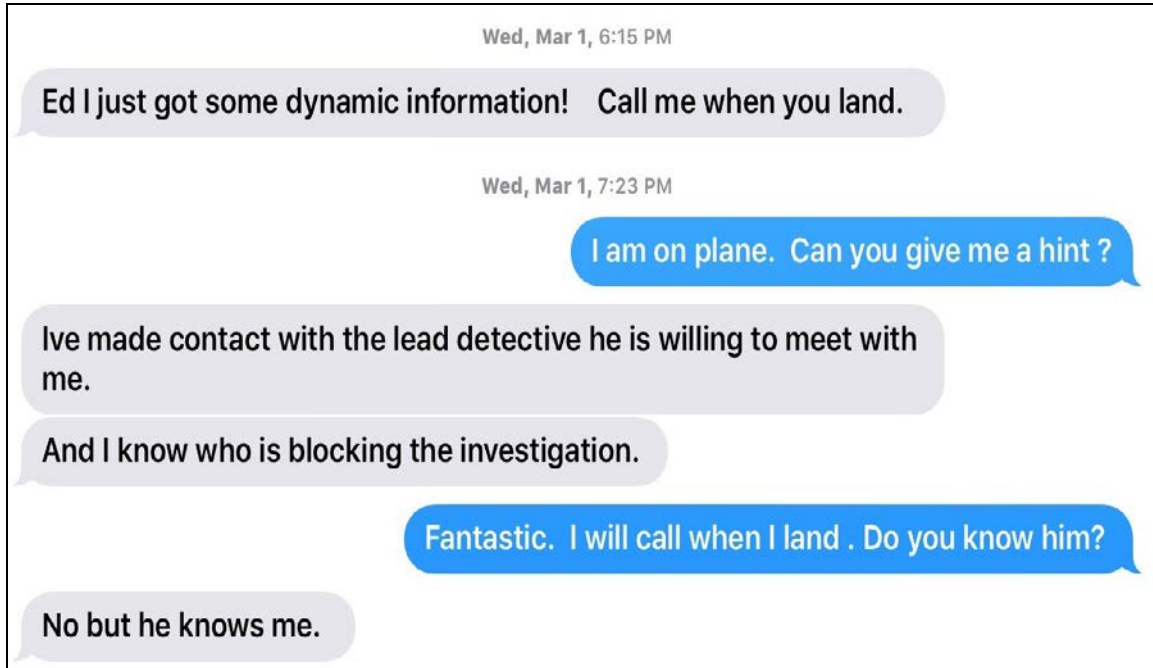 Wed, Mar 1, 6:15 PM
Ed I just got some dynamic information!    Call me when you land.
Wed, Mar 1, 7:23 PM
I am on plane.  Can you give me a hint ?
Ive made contact with the lead detective he is willing to meet with
me.
And I know who is blocking the investigation.
Fantastic.  I will call when I land . Do you know him?
No but he knows me.